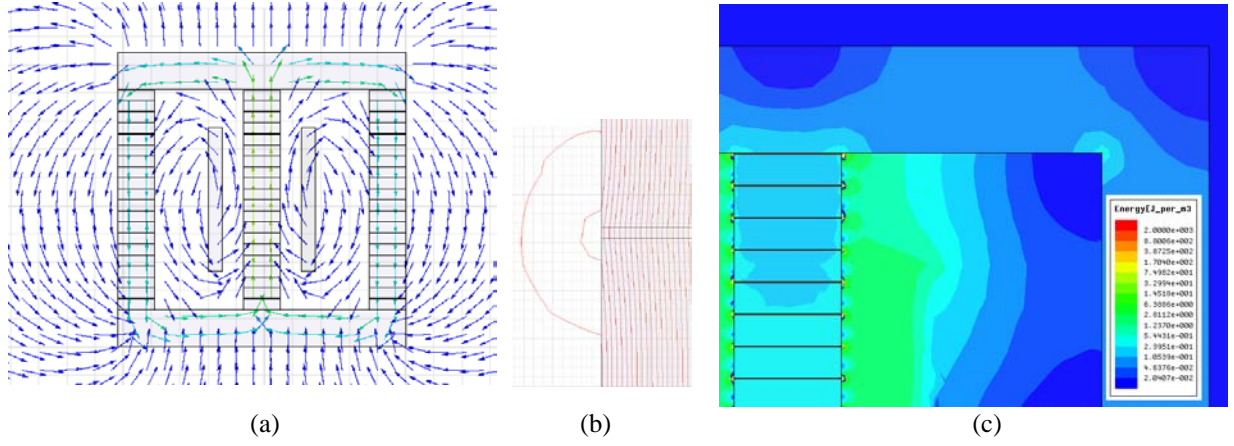 Energy[J_per_m3
2.0000e+003
8.8006e+002
3.8725e+002
1.7040e+002
7.4982e+001
3.2994e+001
1.4518e+001
6.3886e+000
2.8112e+000
1.2370e+000
5.4431e-001
2.3951e-001
1.0539e-001
4.6376e-002
2.0407e-002
(a)
(b)
(c)